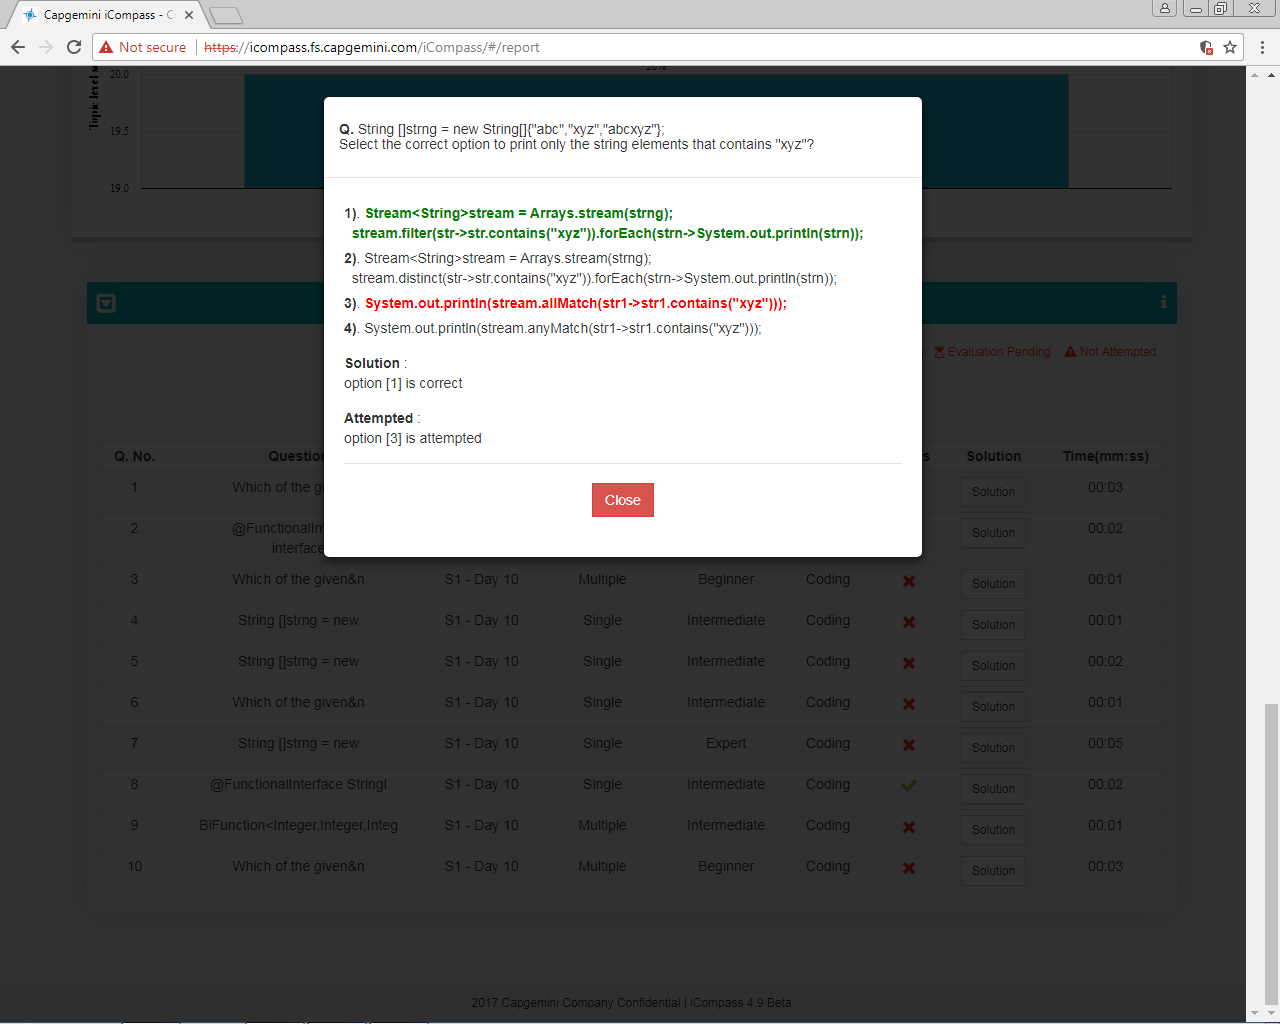 Capgemini iCompass - C
Not secure
https://icompass.fs.capgemini.com/iCompass/#/report
20.0
19.5
19.0
Topic level s
Q. String []strng = new String[]{"abc","xyz","abcxyz"};
Select the correct option to print only the string elements that contains "xyz"?
1). Stream<String>stream = Arrays.stream(strng);
stream.filter(str->str.contains("xyz")).forEach(strn->System.out.println(strn));
2). Stream<String>stream = Arrays.stream(strng);
stream.distinct(str->str.contains("xyz")).forEach(strn->System.out.println(strn));
3). System.out.println(stream.allMatch(str1->str1.contains("xyz")));
4). System.out.println(stream.anyMatch(str1->str1.contains("xyz")));
Solution :
option [1] is correct
Attempted :
option [3] is attempted
Close
Evaluation Pending Not Attempted
Q. No. Question s Solution Time(mm:ss)
1 Which of the gi Solution 00:03
2 @FunctionalIn Solution 00:02
interface
3 Which of the given&n S1 - Day 10 Multiple Beginner Coding Solution 00:01
4 String []strng = new S1 - Day 10 Single Intermediate Coding Solution 00:01
5 String []strng = new S1 - Day 10 Single Intermediate Coding Solution 00:02
6 Which of the given&n S1 - Day 10 Single Intermediate Coding Solution 00:01
7 String []strng = new S1 - Day 10 Single Expert Coding Solution 00:05
8 @FunctionalInterface StringI S1 - Day 10 Single Intermediate Coding Solution 00:02
9 BiFunction<Integer,Integer,Integ S1 - Day 10 Multiple Intermediate Coding Solution 00:01
10 Which of the given&n S1 - Day 10 Multiple Beginner Coding Solution 00:03
2017 Capgemini Company Confidential | iCompass 4.9 Beta